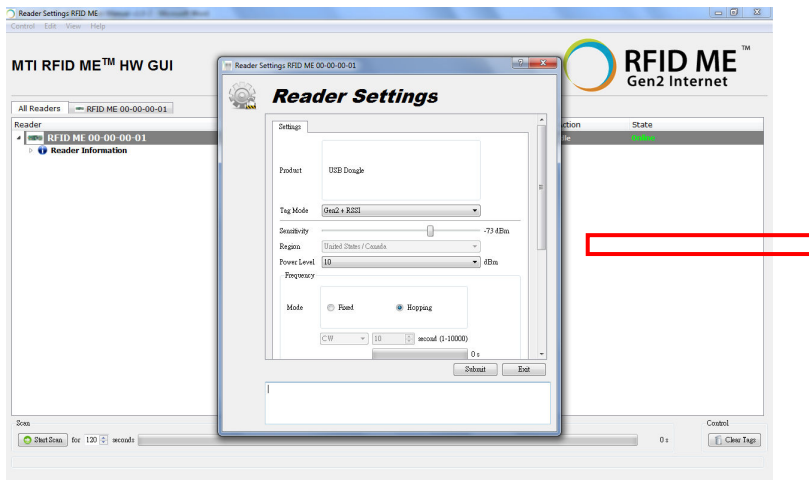 Reader Settings RFID ME
Control Edit View Help
MTI RFID ME™ HW GUI
RFID ME™
Gen2 Internet
All Readers RFID ME 00-00-00-01
Reader
State
RFID ME 00-00-00-01
Online
Reader Information
Reader Settings RFID ME 00-00-00-01
Reader Settings
Settings
Product USB Dongle
Tag Mode Gen2 + RSSI
Sensitivity -73 dBm
Region United States / Canada
Power Level 10 dBm
Frequency
Mode Fixed Hopping
CW 10 second (1-10000)
0 s
Submit Exit
Scan
Start Scan for 120 seconds
0 s
Control
Clear Tags